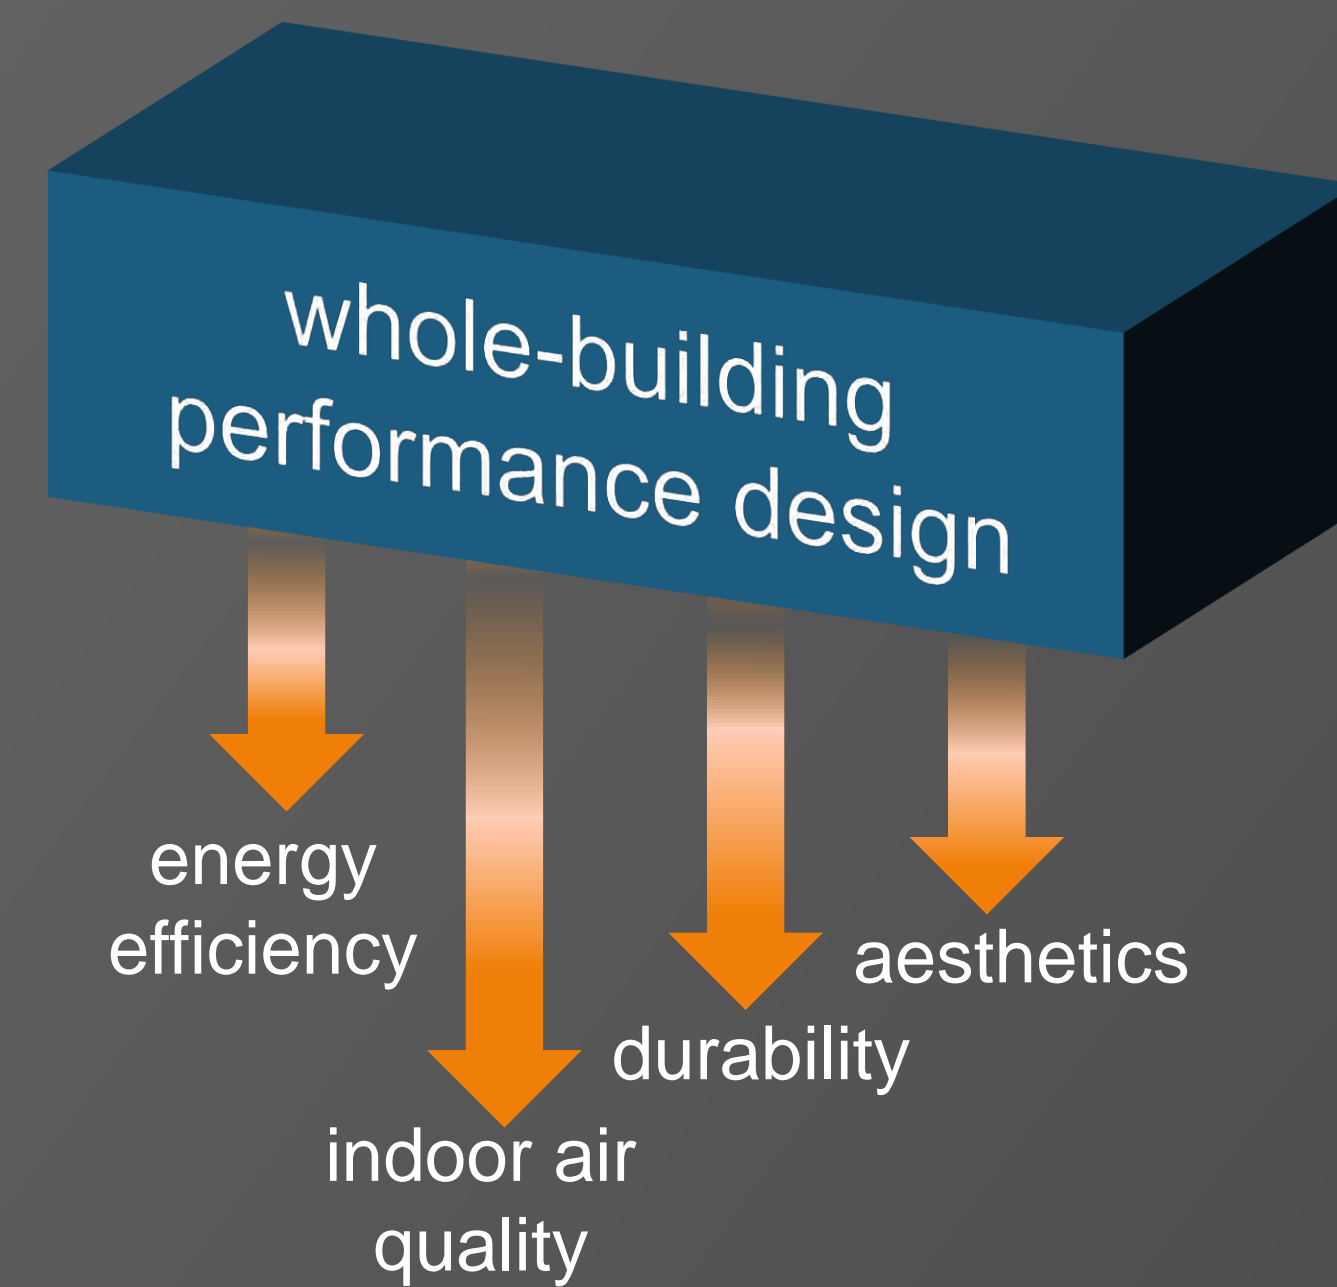 whole-building
performance design
energy
efficiency
indoor air
quality
durability
aesthetics